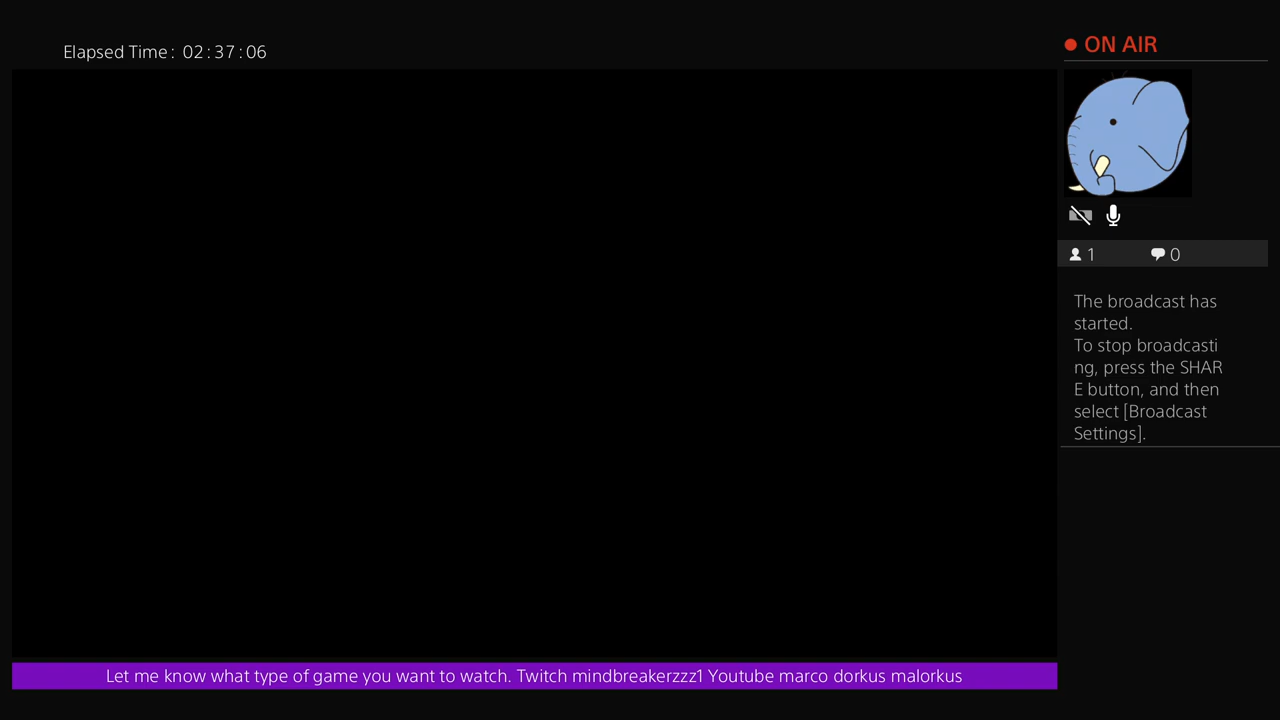 Elapsed Time: 02:37:06
ON AIR
1 0
The broadcast has
started.
To stop broadcasti
ng, press the SHAR
E button, and then
select [Broadcast
Settings].
Let me know what type of game you want to watch. Twitch mindbreakerzzz1 Youtube marco dorkus malorkus